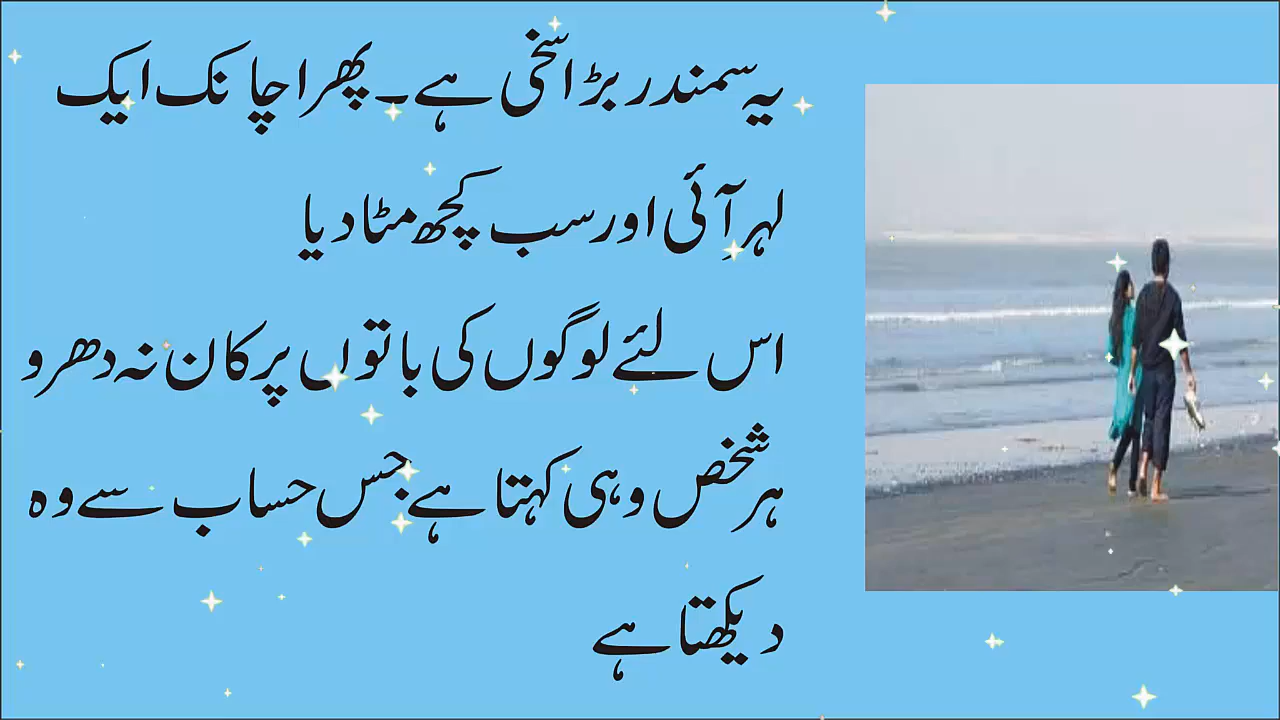 یہ سمندر بڑا سخی ہے۔ پھر اچانک ایک
لہر آئی اور سب کچھ مٹا دیا
اس لئے لوگوں کی باتوں پر کان نہ دھرو
ہر شخص وہی کہتا ہے جس حساب سے وہ
دیکھتا ہے